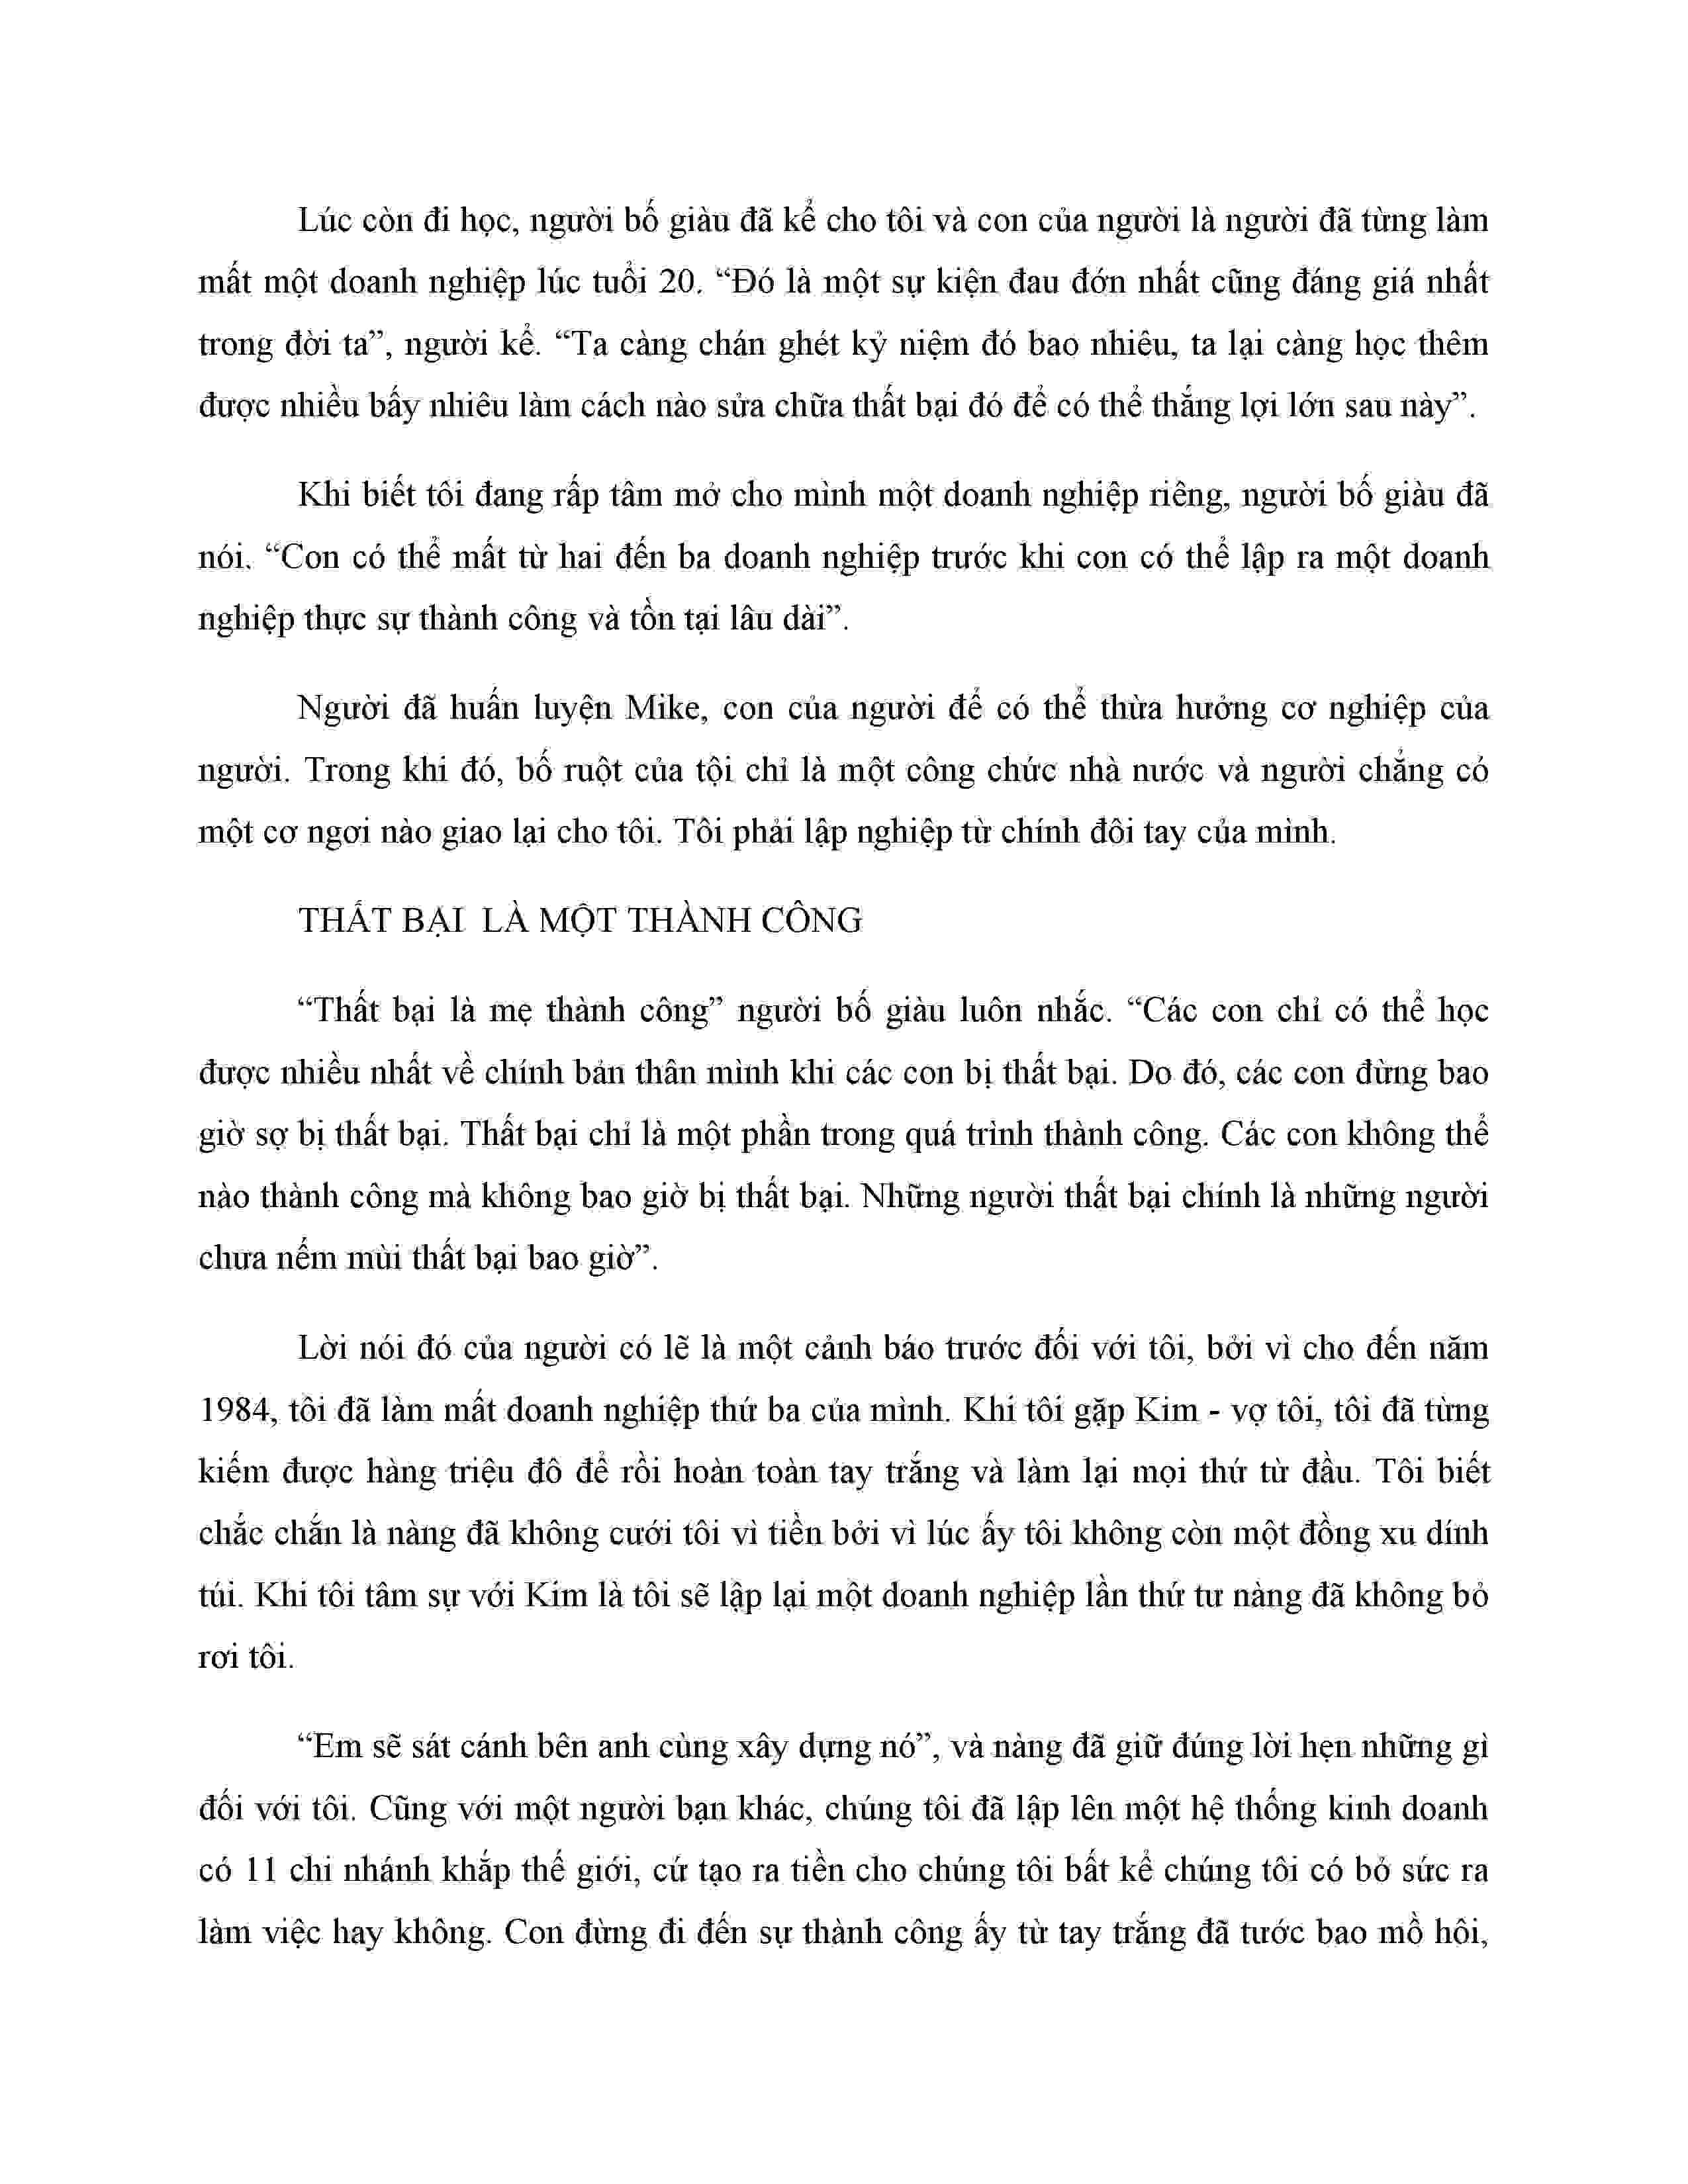 Lúc còn đi học, người bố giàu đã kể cho tôi và con của người là người đã từng làm
mất một doanh nghiệp lúc tuổi 20. “Đó là một sự kiện đau đớn nhất cũng đáng giá nhất
trong đời ta”, người kể. “Ta càng chán ghét kỷ niệm đó bao nhiêu, ta lại càng học thêm
được nhiều bấy nhiêu làm cách nào sửa chữa thất bại đó để có thể thắng lợi lớn sau này”.
Khi biết tôi đang rấp tâm mở cho mình một doanh nghiệp riêng, người bố giàu đã
nói. “Con có thể mất từ hai đến ba doanh nghiệp trước khi con có thể lập ra một doanh
nghiệp thực sự thành công và tồn tại lâu dài”.
Người đã huấn luyện Mike, con của người để có thể thừa hưởng cơ nghiệp của
người. Trong khi đó, bố ruột của tội chỉ là một công chức nhà nước và người chẳng có
một cơ ngơi nào giao lại cho tôi. Tôi phải lập nghiệp từ chính đôi tay của mình.
THẤT BẠI  LÀ MỘT THÀNH CÔNG
“Thất bại là mẹ thành công” người bố giàu luôn nhắc. “Các con chỉ có thể học
được nhiều nhất về chính bản thân mình khi các con bị thất bại. Do đó, các con đừng bao
giờ sợ bị thất bại. Thất bại chỉ là một phần trong quá trình thành công. Các con không thể
nào thành công mà không bao giờ bị thất bại. Những người thất bại chính là những người
chưa nếm mùi thất bại bao giờ”.
Lời nói đó của người có lẽ là một cảnh báo trước đối với tôi, bởi vì cho đến năm
1984, tôi đã làm mất doanh nghiệp thứ ba của mình. Khi tôi gặp Kim - vợ tôi, tôi đã từng
kiếm được hàng triệu đô để rồi hoàn toàn tay trắng và làm lại mọi thứ từ đầu. Tôi biết
chắc chắn là nàng đã không cưới tôi vì tiền bởi vì lúc ấy tôi không còn một đồng xu dính
túi. Khi tôi tâm sự với Kim là tôi sẽ lập lại một doanh nghiệp lần thứ tư nàng đã không bỏ
rơi tôi.
“Em sẽ sát cánh bên anh cùng xây dựng nó”, và nàng đã giữ đúng lời hẹn những gì
đối với tôi. Cũng với một người bạn khác, chúng tôi đã lập lên một hệ thống kinh doanh
có 11 chi nhánh khắp thế giới, cứ tạo ra tiền cho chúng tôi bất kể chúng tôi có bỏ sức ra
làm việc hay không. Con đừng đi đến sự thành công ấy từ tay trắng đã tước bao mồ hôi,